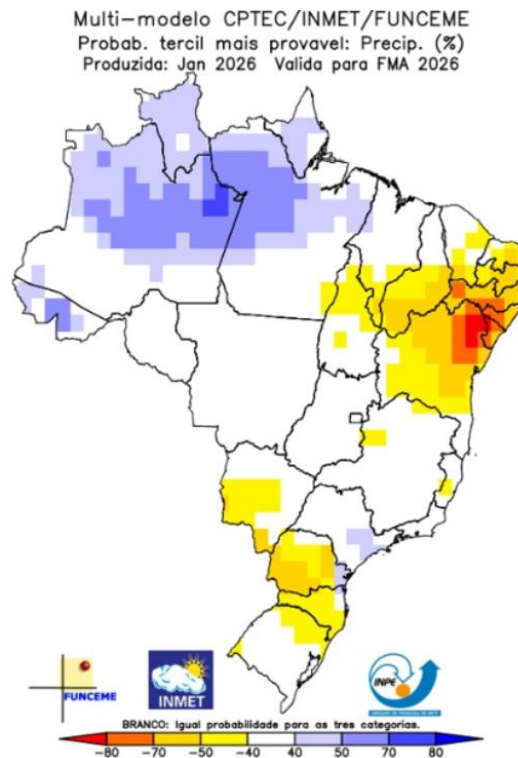 Multi-modelo CPTEC/INMET/FUNCEME
Probab. tercil mais provavel: Precip. (%)
Produzida: Jan 2026 Valida para FMA 2026
FUNCEME
INMET
INPE
BRANCO: Igual probabilidade para as tres categorias.
-80 -70 -50 -40 40 50 70 80